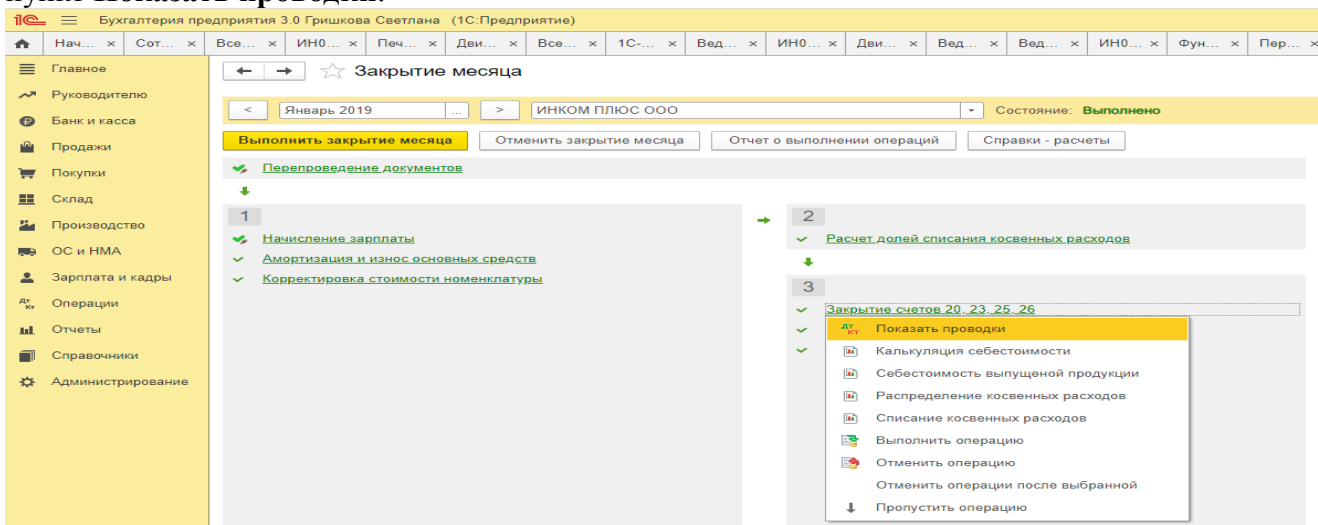 пункт Показать проводки.
1С Бухгалтерия предприятия 3.0 Гришкова Светлана (1С:Предприятие)
Нач... × Сот... × Все... × ИН0... × Печ... × Дви... × Все... × 1С-... × Вед... × ИН0... × Дви... × Вед... × Вед... × ИН0... × Фун... × Пер... ×
Главное
Руководителю
Банк и касса
Продажи
Покупки
Склад
Производство
ОС и НМА
Зарплата и кадры
Операции
Отчеты
Справочники
Администрирование
Закрытие месяца
< Январь 2019 ... > ИНКОМ ПЛЮС ООО Состояние: Выполнено
Выполнить закрытие месяца Отменить закрытие месяца Отчет о выполнении операций Справки - расчеты
Перепроведение документов
1
Начисление зарплаты
Амортизация и износ основных средств
Корректировка стоимости номенклатуры
2
Расчет долей списания косвенных расходов
3
Закрытие счетов 20, 23, 25, 26
Показать проводки
Калькуляция себестоимости
Себестоимость выпущеной продукции
Распределение косвенных расходов
Списание косвенных расходов
Выполнить операцию
Отменить операцию
Отменить операции после выбранной
Пропустить операцию